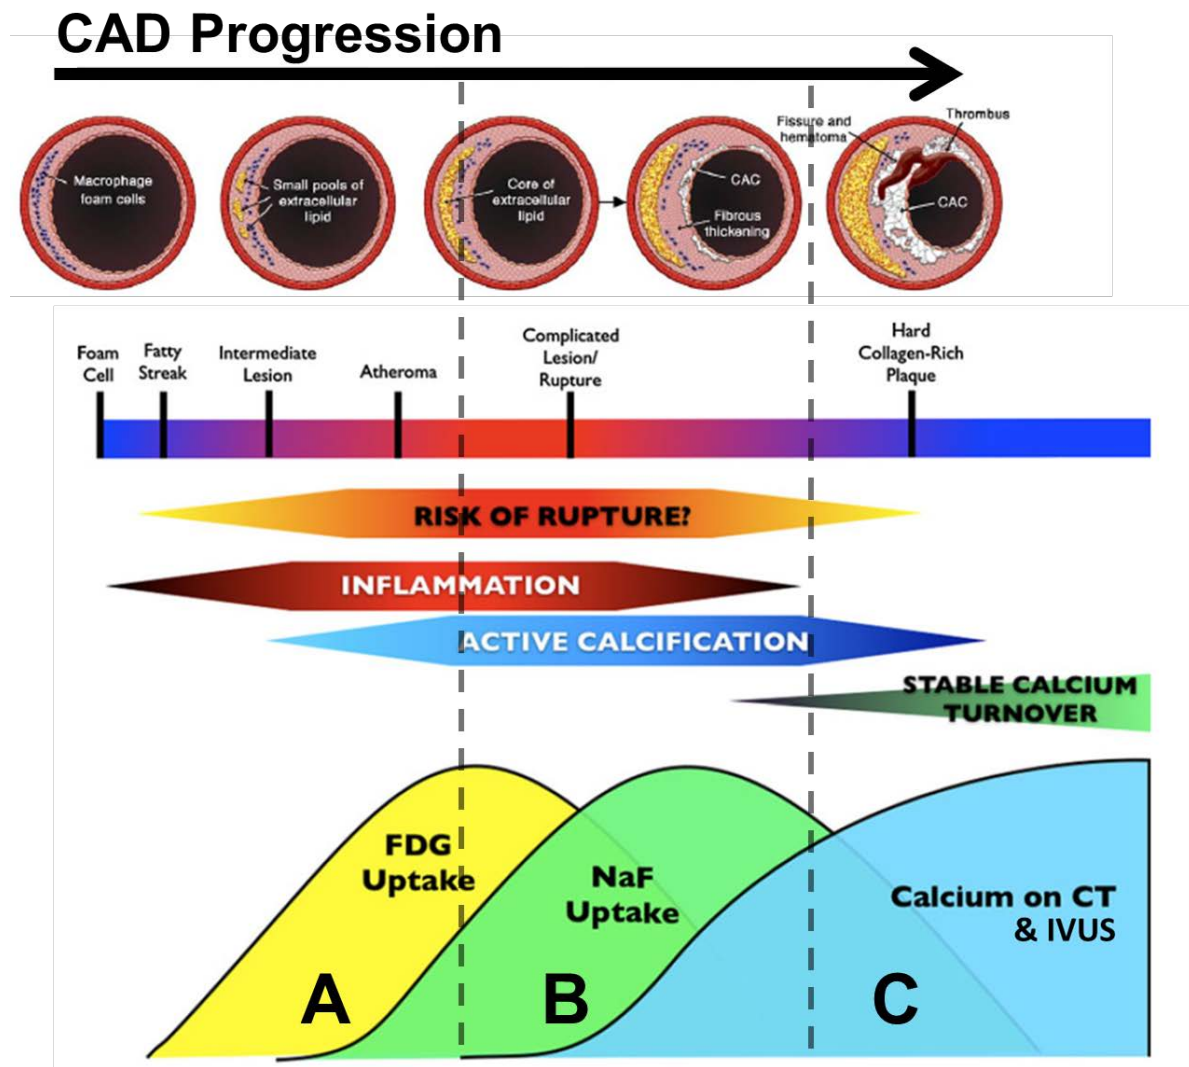 CAD Progression
Macrophage
foam cells
Small pools of
extracellular
lipid
Core of
extracellular
lipid
CAC
Fibrous
thickening
Fissure and
hematoma
Thrombus
CAC
Foam
Cell
Fatty
Streak
Intermediate
Lesion
Atheroma
Complicated
Lesion/
Rupture
Hard
Collagen-Rich
Plaque
RISK OF RUPTURE?
INFLAMMATION
ACTIVE CALCIFICATION
STABLE CALCIUM
TURNOVER
FDG
Uptake
NaF
Uptake
Calcium on CT
& IVUS
A
B
C